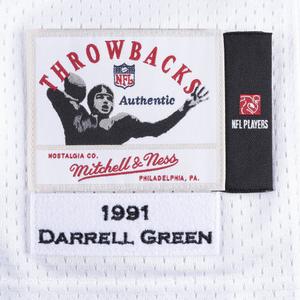 THROWBACKS
NFL
Authentic
NFL PLAYERS
NOSTALGIA CO.
Mitchell & Ness
PHILADELPHIA, PA.
1991
DARRELL GREEN